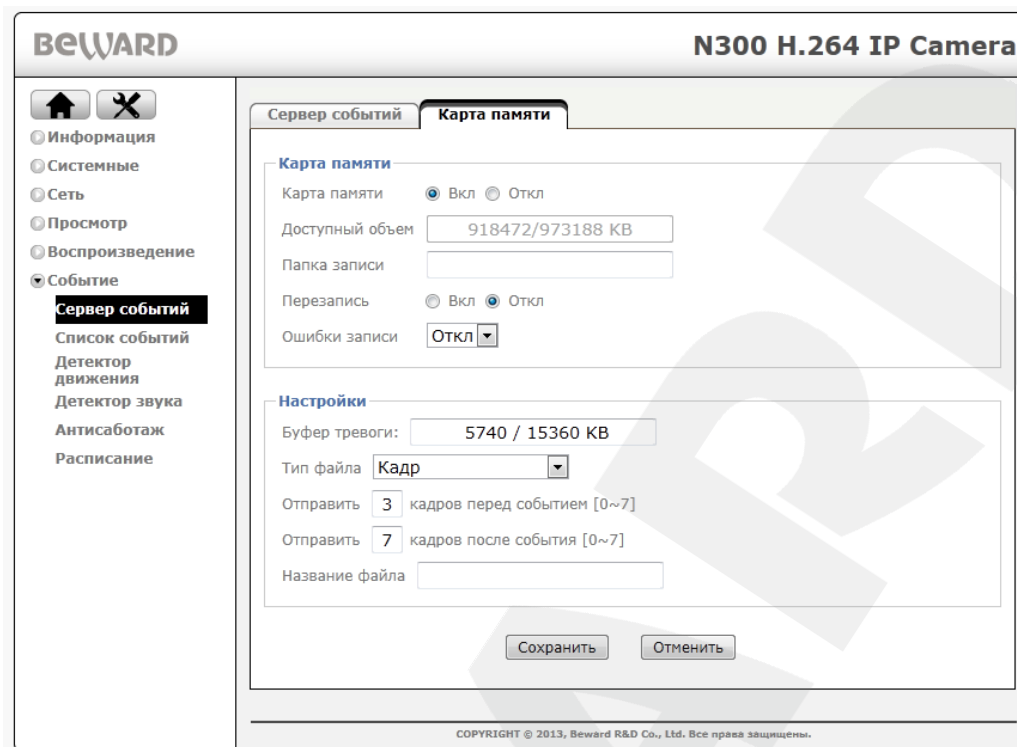 BEWARD
N300 H.264 IP Camera
Информация
Системные
Сеть
Просмотр
Воспроизведение
Событие
Сервер событий
Список событий
Детектор
движения
Детектор звука
Антисаботаж
Расписание
Сервер событий
Карта памяти
Карта памяти
Карта памяти Вкл Откл
Доступный объем 918472/973188 KB
Папка записи
Перезапись Вкл Откл
Ошибки записи Откл
Настройки
Буфер тревоги: 5740 / 15360 KB
Тип файла Кадр
Отправить 3 кадров перед событием [0~7]
Отправить 7 кадров после события [0~7]
Название файла
Сохранить Отменить
COPYRIGHT © 2013, Beward R&D Co., Ltd. Все права защищены.